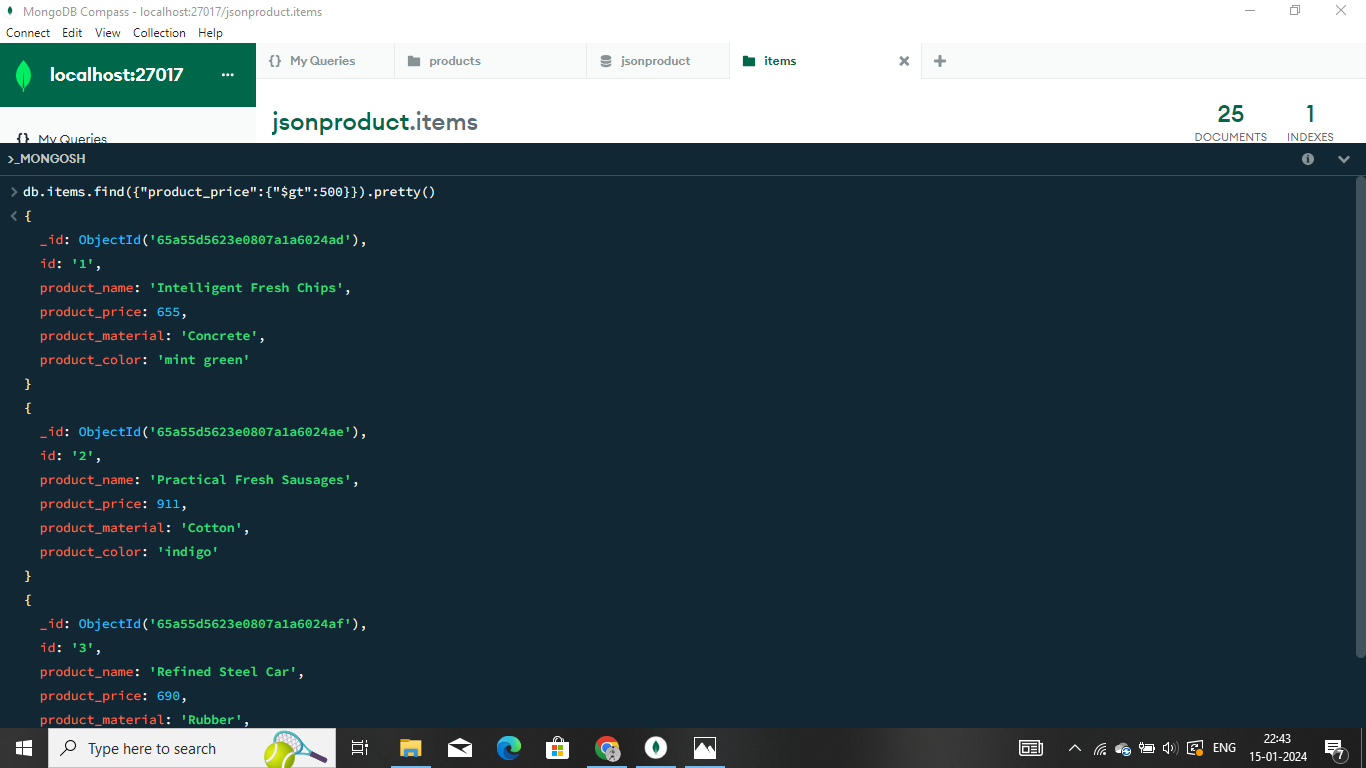 MongoDB Compass - localhost:27017/jsonproduct.items
Connect Edit View Collection Help
localhost:27017 ...
{} My Queries products jsonproduct items
jsonproduct.items
25
DOCUMENTS
1
INDEXES
{} My Queries
>_MONGOSH
> db.items.find({"product_price":{"$gt":500}}).pretty()
< {
_id: ObjectId('65a55d5623e0807a1a6024ad'),
id: '1',
product_name: 'Intelligent Fresh Chips',
product_price: 655,
product_material: 'Concrete',
product_color: 'mint green'
}
{
_id: ObjectId('65a55d5623e0807a1a6024ae'),
id: '2',
product_name: 'Practical Fresh Sausages',
product_price: 911,
product_material: 'Cotton',
product_color: 'indigo'
}
{
_id: ObjectId('65a55d5623e0807a1a6024af'),
id: '3',
product_name: 'Refined Steel Car',
product_price: 690,
product_material: 'Rubber',
Type here to search
ENG
22:43
15-01-2024
7